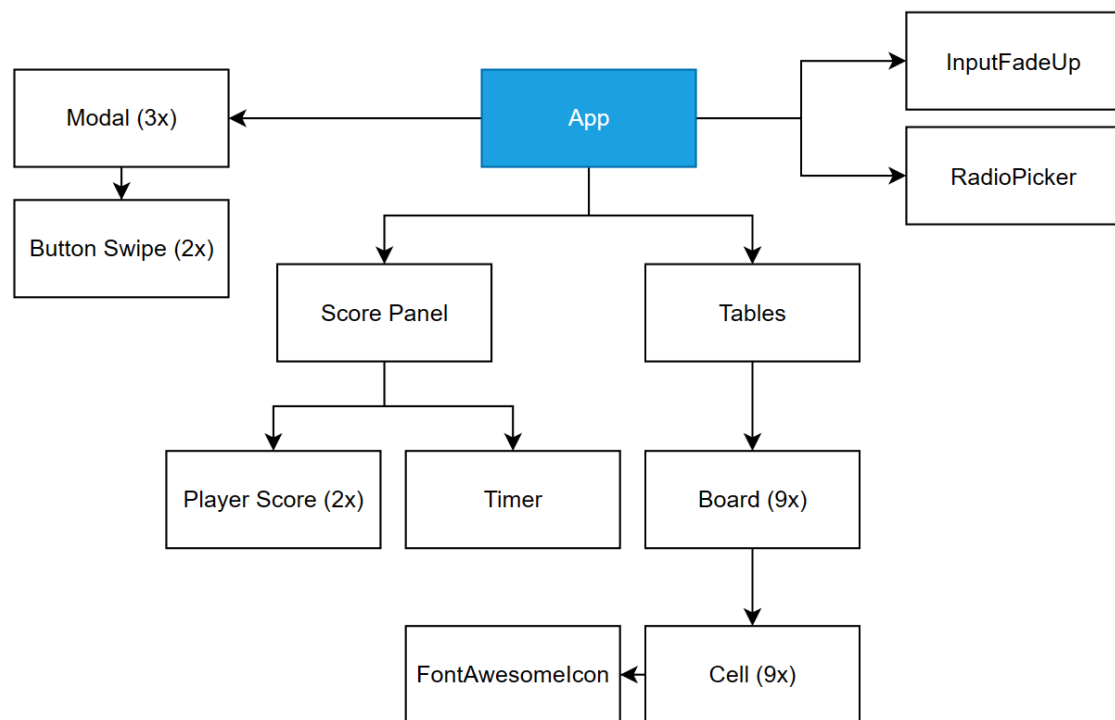 InputFadeUp
Modal (3x)
App
RadioPicker
Button Swipe (2x)
Score Panel
Tables
Player Score (2x)
Timer
Board (9x)
FontAwesomeIcon
Cell (9x)